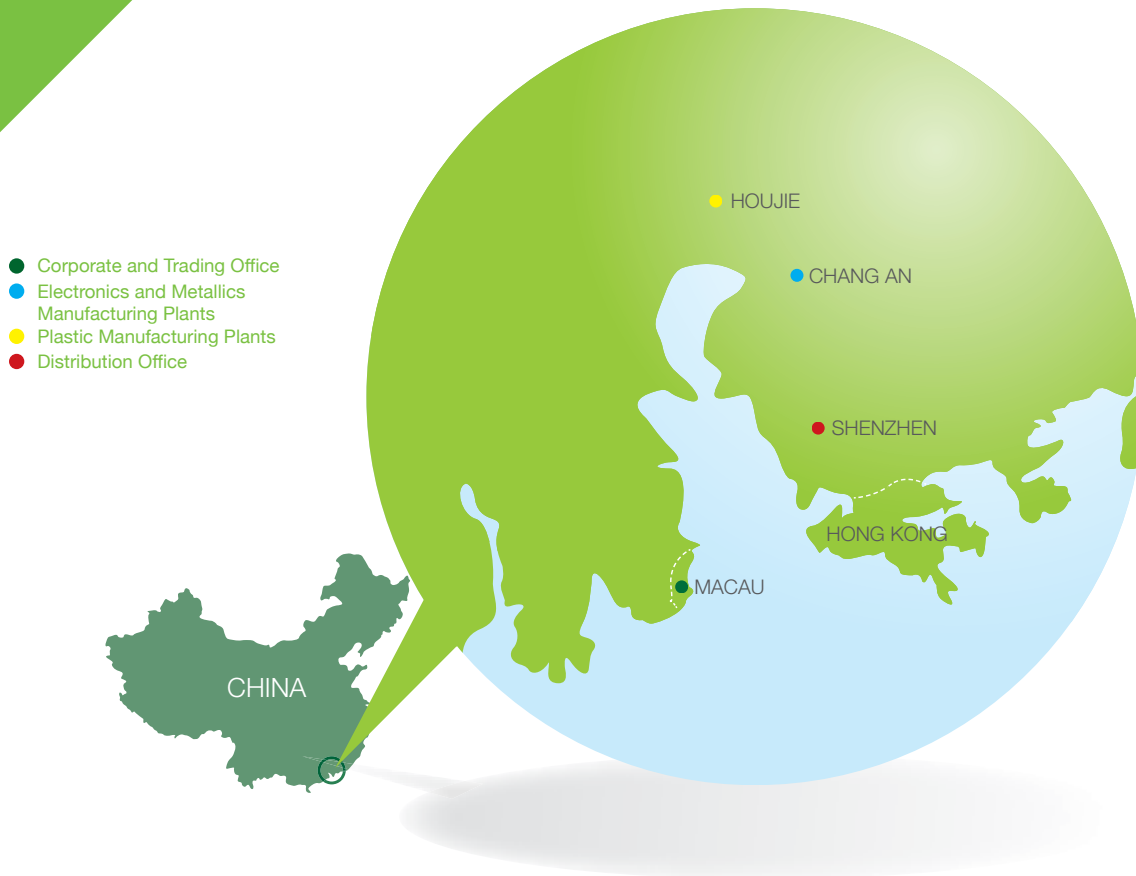 HOUJIE
Corporate and Trading Office
CHANG AN
Electronics and Metallics
Manufacturing Plants
Plastic Manufacturing Plants
Distribution Office
SHENZHEN
HONG KONG
MACAU
CHINA